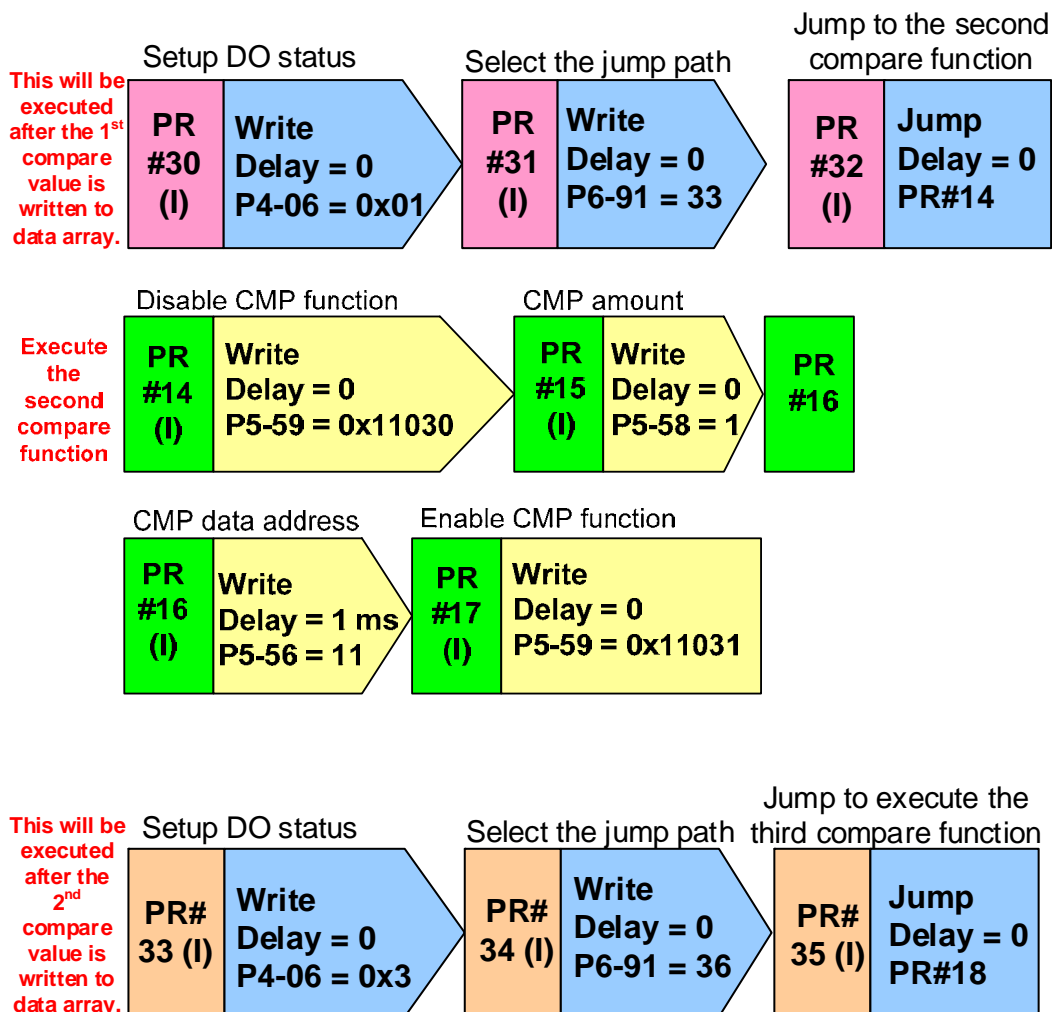 This will be
executed
after the 1st
compare
value is
written to
data array.
Setup DO status
PR
#30
(I)
Write
Delay = 0
P4-06 = 0x01
Select the jump path
PR
#31
(I)
Write
Delay = 0
P6-91 = 33
Jump to the second
compare function
PR
#32
(I)
Jump
Delay = 0
PR#14
Execute
the
second
compare
function
Disable CMP function
PR
#14
(I)
Write
Delay = 0
P5-59 = 0x11030
CMP amount
PR
#15
(I)
Write
Delay = 0
P5-58 = 1
PR
#16
CMP data address
PR
#16
(I)
Write
Delay = 1 ms
P5-56 = 11
Enable CMP function
PR
#17
(I)
Write
Delay = 0
P5-59 = 0x11031
This will be
executed
after the
2nd
compare
value is
written to
data array.
Setup DO status
PR#
33 (I)
Write
Delay = 0
P4-06 = 0x3
Select the jump path
PR#
34 (I)
Write
Delay = 0
P6-91 = 36
Jump to execute the
third compare function
PR#
35 (I)
Jump
Delay = 0
PR#18